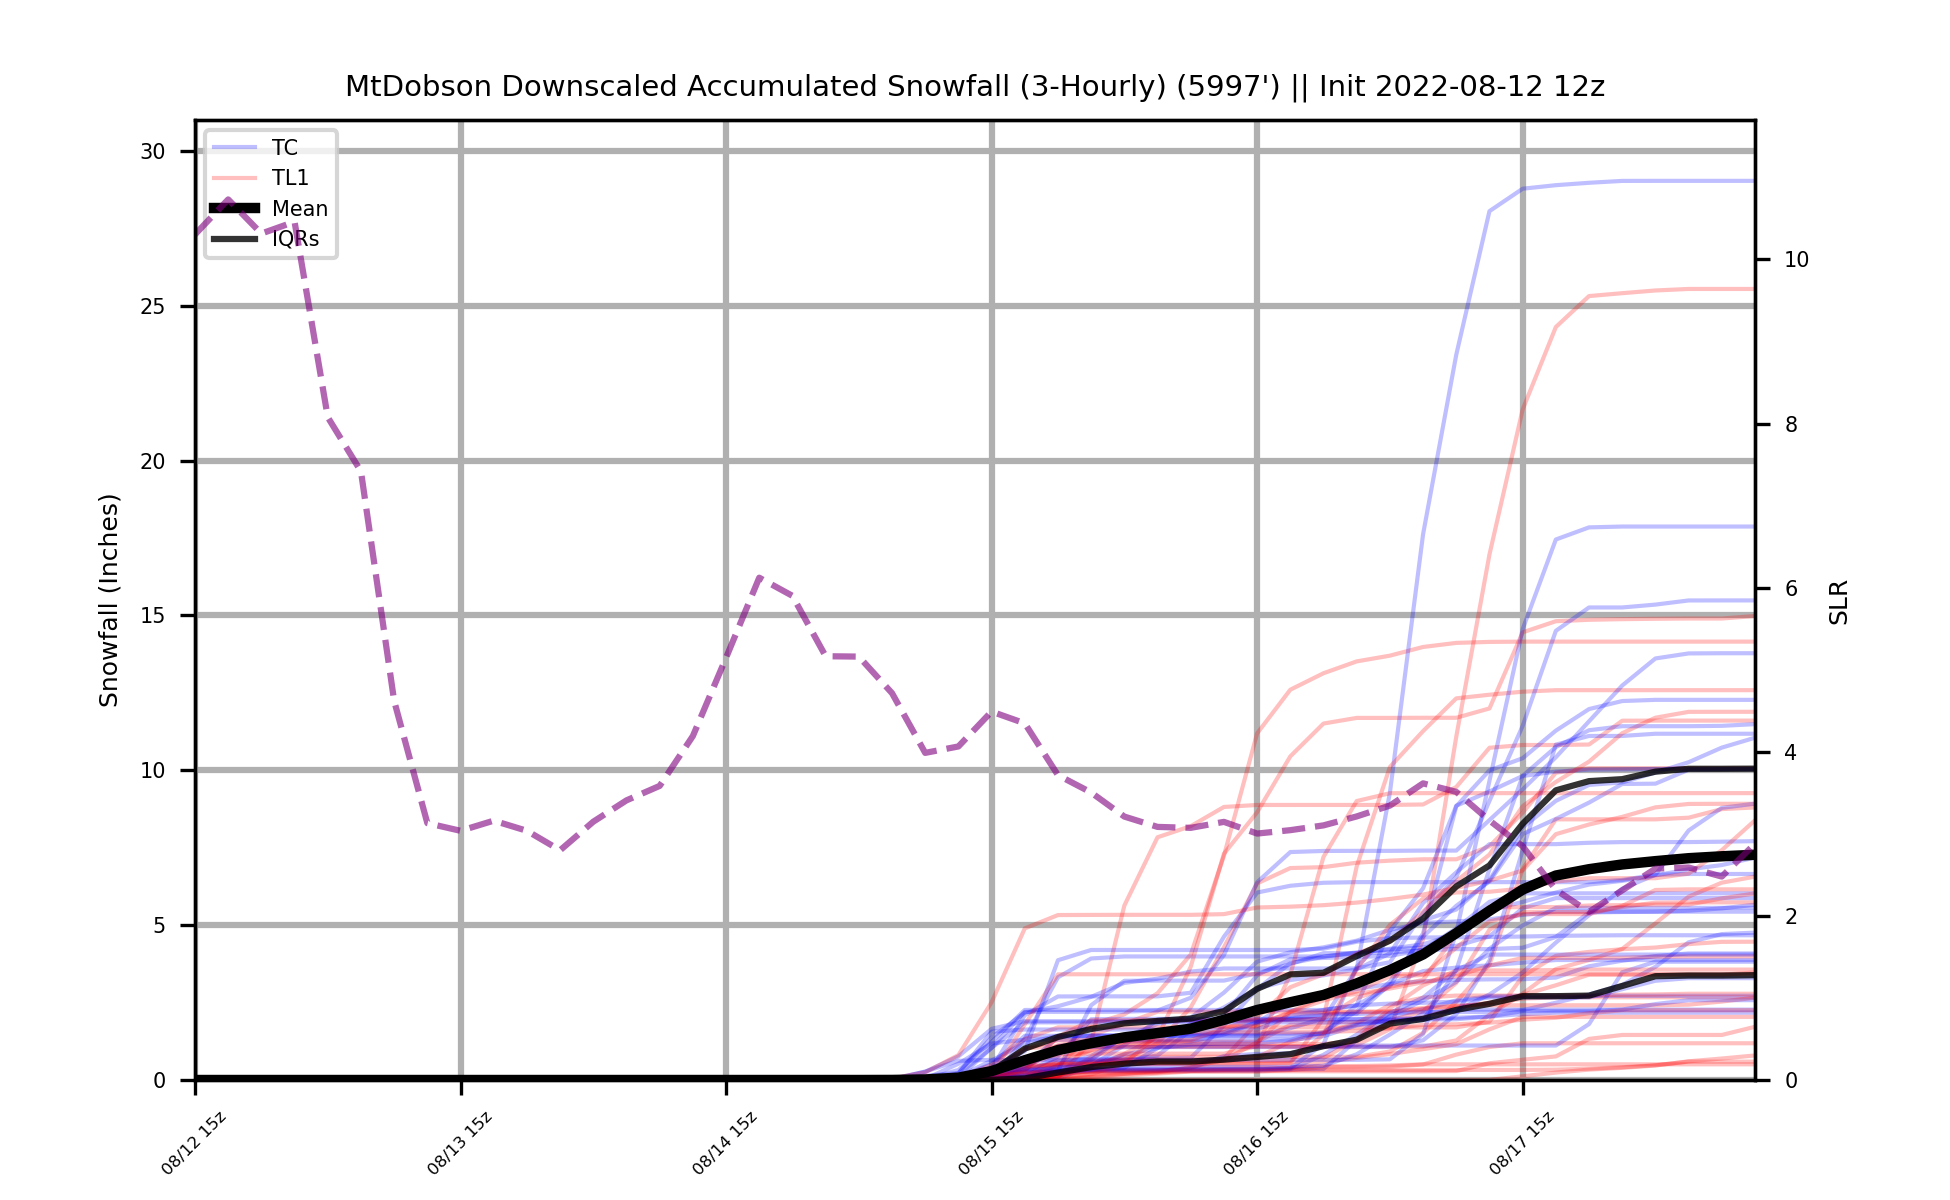 MtDobson Downscaled Accumulated Snowfall (3-Hourly) (5997') || Init 2022-08-12 12z
TC
TL1
Mean
IQRs
30
25
20
15
10
5
0
Snowfall (Inches)
10
8
6
4
2
0
SLR
08/12 15z
08/13 15z
08/14 15z
08/15 15z
08/16 15z
08/17 15z